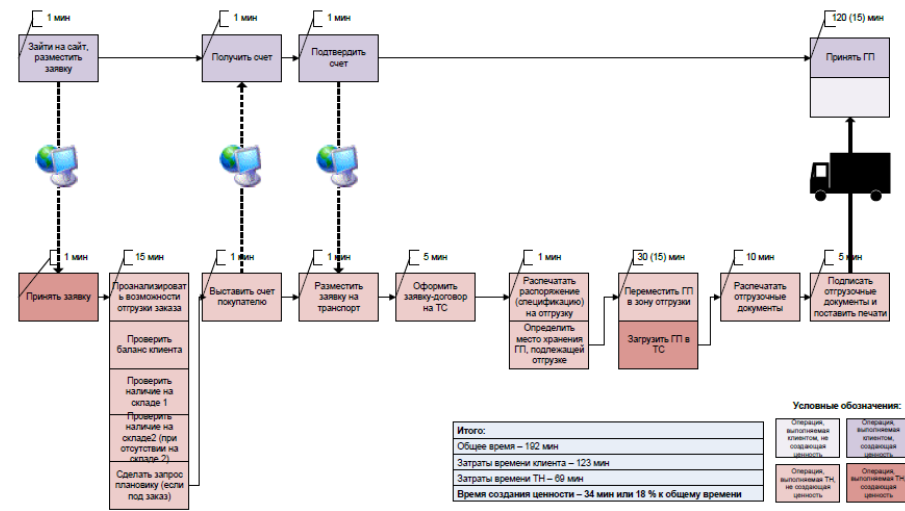 1 мин
1 мин
1 мин
120 (15) мин
Зайти на сайт,
разместить
заявку
Получить счет
Подтвердить
счет
Принять ГП
1 мин
15 мин
1 мин
1 мин
5 мин
1 мин
30 (15) мин
10 мин
5 мин
Принять заявку
Проанализироват
ь возможности
отгрузки заказа
Проверить
баланс клиента
Проверить
наличие на
складе 1
Проверить
наличие на
складе2 (при
отсутствии на
складе 2)
Сделать запрос
плановику (если
под заказ)
Выставить счет
покупателю
Разместить
заявку на
транспорт
Оформить
заявку-договор
на ТС
Распечатать
распоряжение
(спецификацию)
на отгрузку
Определить
место хранения
ГП, подлежащей
отгрузке
Переместить ГП
в зону отгрузки
Загрузить ГП в
ТС
Распечатать
отгрузочные
документы
Подписать
отгрузочные
документы и
поставить печати
Итого:
Общее время – 192 мин
Затраты времени клиента – 123 мин
Затраты времени ТН – 69 мин
Время создания ценности – 34 мин или 18 % к общему времени
Условные обозначения:
Операция,
выполняемая
клиентом, не
создающая
ценность
Операция,
выполняемая
клиентом,
создающая
ценность
Операция,
выполняемая ТН,
не создающая
ценность
Операция,
выполняемая ТН,
создающая
ценность